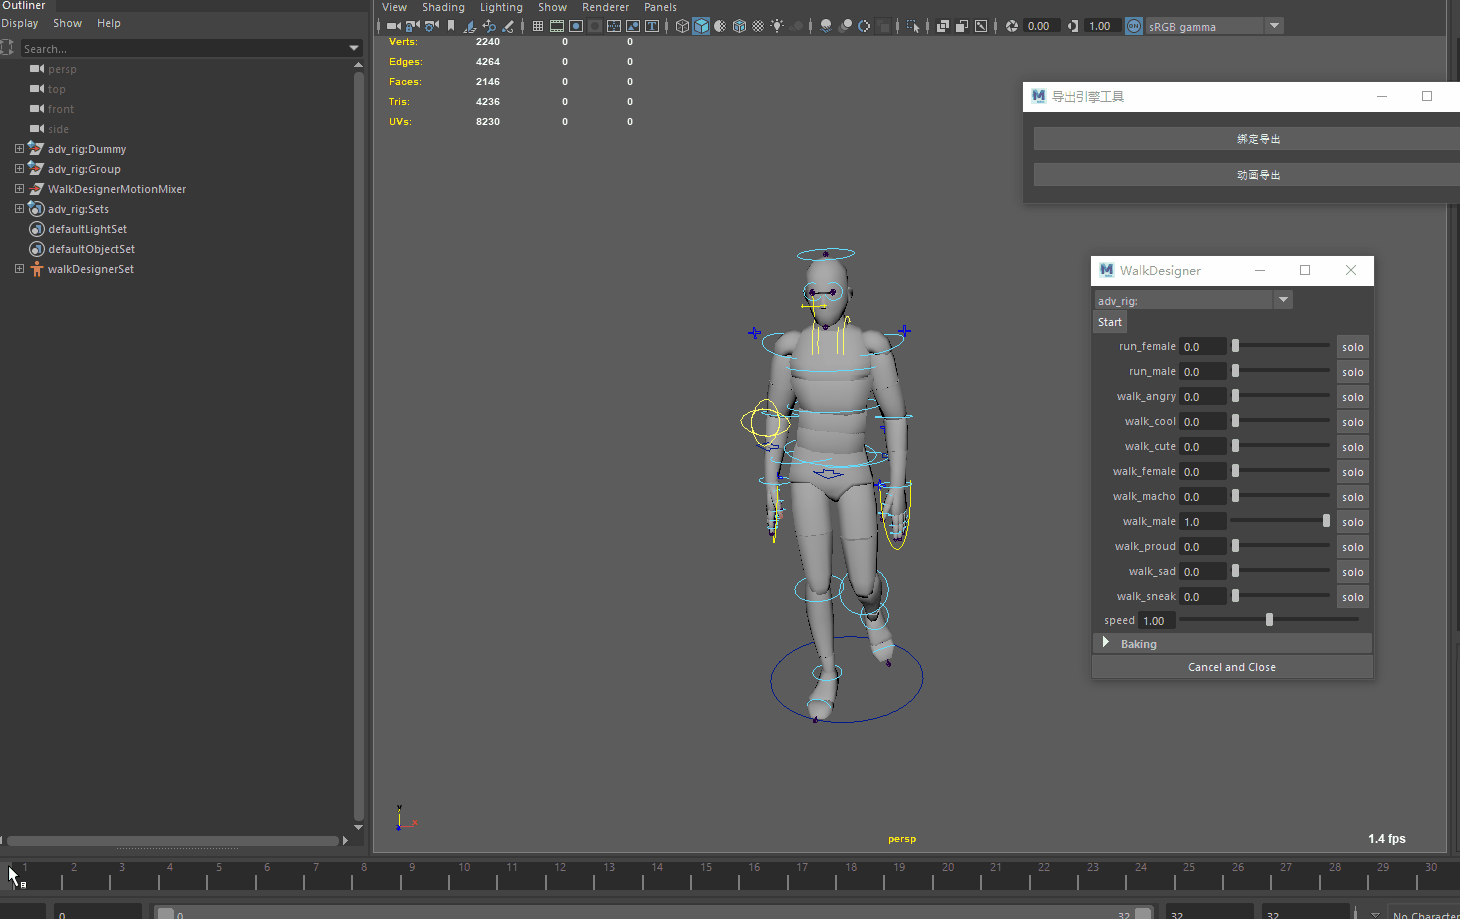 Outliner
Display Show Help
Search...
persp
top
front
side
adv_rig:Dummy
adv_rig:Group
WalkDesignerMotionMixer
adv_rig:Sets
defaultLightSet
defaultObjectSet
walkDesignerSet
View Shading Lighting Show Renderer Panels
0.00 1.00 ON sRGB gamma
Verts: 2240 0 0
Edges: 4264 0 0
Faces: 2146 0 0
Tris: 4236 0 0
UVs: 8230 0 0
M 导出引擎工具
绑定导出
动画导出
M WalkDesigner
adv_rig:
Start
run_female 0.0 solo
run_male 0.0 solo
walk_angry 0.0 solo
walk_cool 0.0 solo
walk_cute 0.0 solo
walk_female 0.0 solo
walk_macho 0.0 solo
walk_male 1.0 solo
walk_proud 0.0 solo
walk_sad 0.0 solo
walk_sneak 0.0 solo
speed 1.00
Baking
Cancel and Close
persp
1.4 fps
1 2 3 4 5 6 7 8 9 10 11 12 13 14 15 16 17 18 19 20 21 22 23 24 25 26 27 28 29 30
0 0 32 32 32 No Character